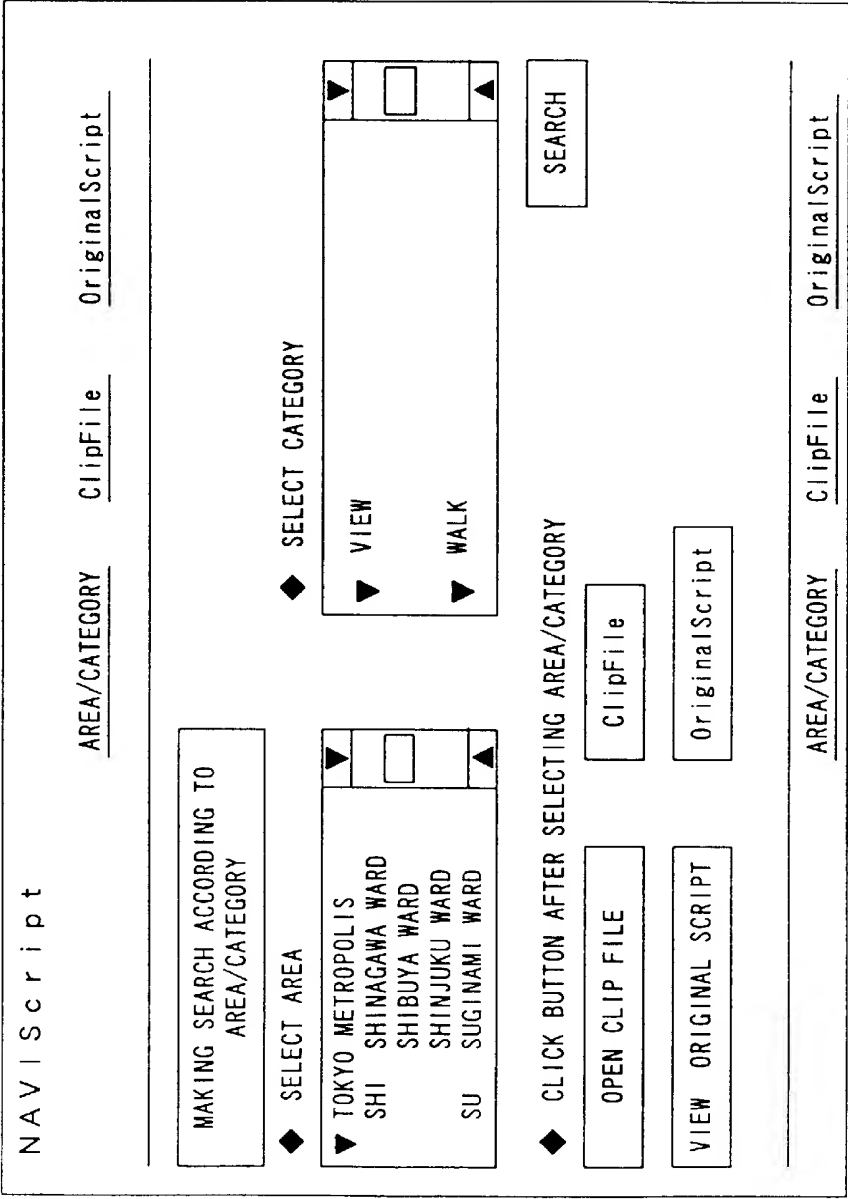 NAVIScript
AREA/CATEGORY ClipFile OriginalScript
MAKING SEARCH ACCORDING TO
AREA/CATEGORY
◆ SELECT AREA
▼ TOKYO METROPOLIS
SHI SHINAGAWA WARD
SHIBUYA WARD
SHINJUKU WARD
SU SUGINAMI WARD
◆ SELECT CATEGORY
▼ VIEW
▼ WALK
◆ CLICK BUTTON AFTER SELECTING AREA/CATEGORY
SEARCH
OPEN CLIP FILE ClipFile
VIEW ORIGINAL SCRIPT OriginalScript
AREA/CATEGORY ClipFile OriginalScript